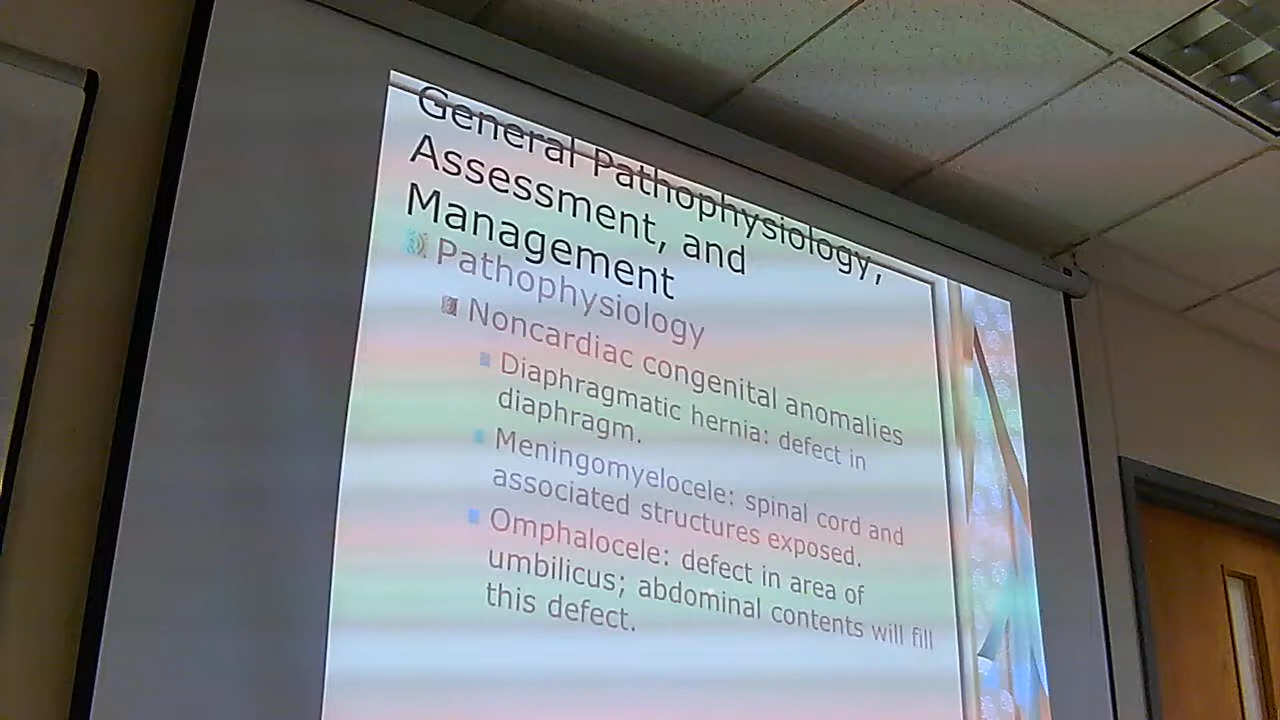 General Pathophysiology,
Assessment, and
Management
Pathophysiology
Noncardiac congenital anomalies
Diaphragmatic hernia: defect in
diaphragm.
Meningomyelocele: spinal cord and
associated structures exposed.
Omphalocele: defect in area of
umbilicus; abdominal contents will fill
this defect.